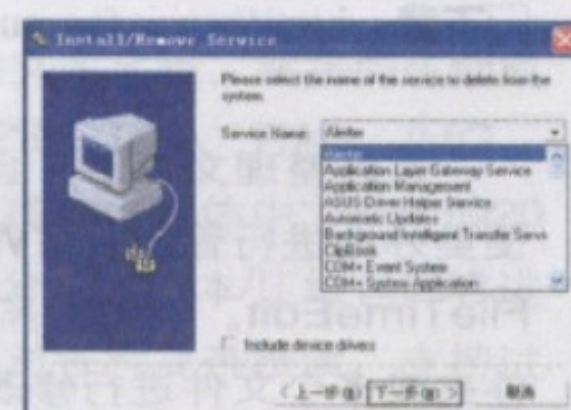 Install/Remove Service
Please select the name of the service to delete from the
system.
Service Name: Alerter
Alerter
Application Layer Gateway Service
Application Management
ASUS Driver Helper Service
Automatic Updates
Background Intelligent Transfer Servi
ClipBook
COM+ Event System
COM+ System Application
Include device drivers
< 上一步(B) 下一步(N) > 取消
FileTimeEdit